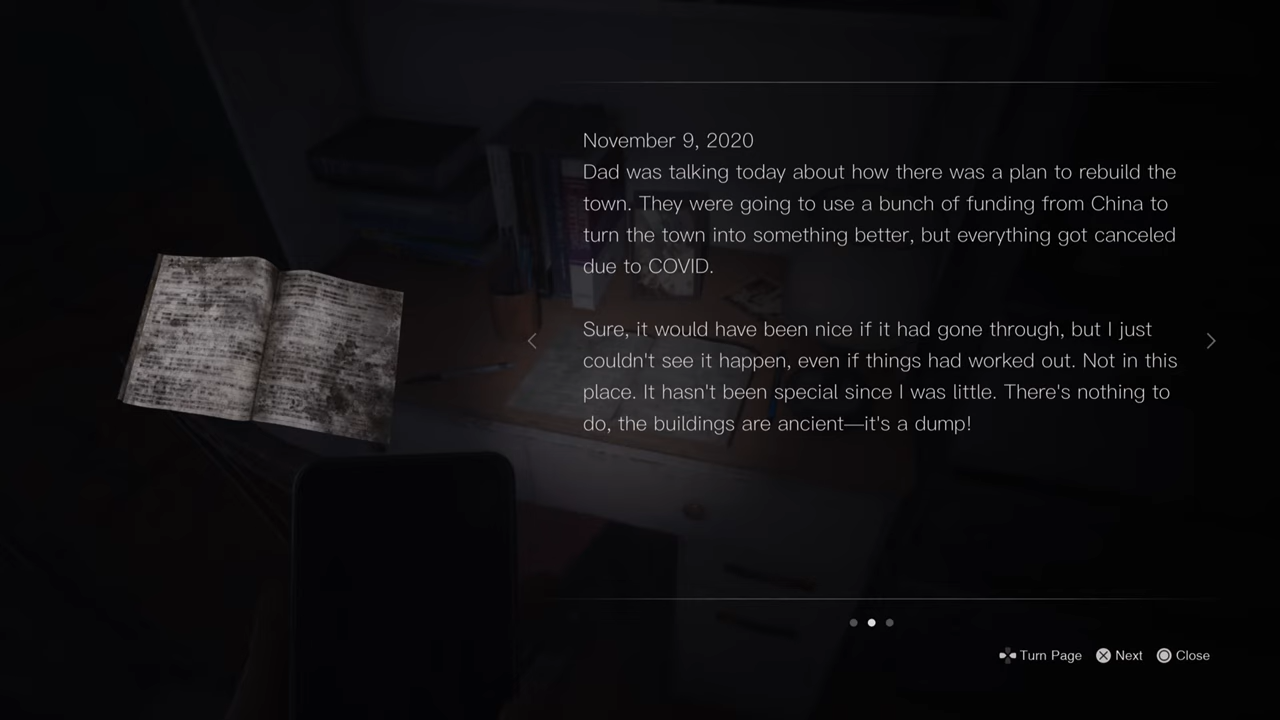 November 9, 2020
Dad was talking today about how there was a plan to rebuild the
town. They were going to use a bunch of funding from China to
turn the town into something better, but everything got canceled
due to COVID.
Sure, it would have been nice if it had gone through, but I just
couldn't see it happen, even if things had worked out. Not in this
place. It hasn't been special since I was little. There's nothing to
do, the buildings are ancient—it's a dump!
Turn Page Next Close